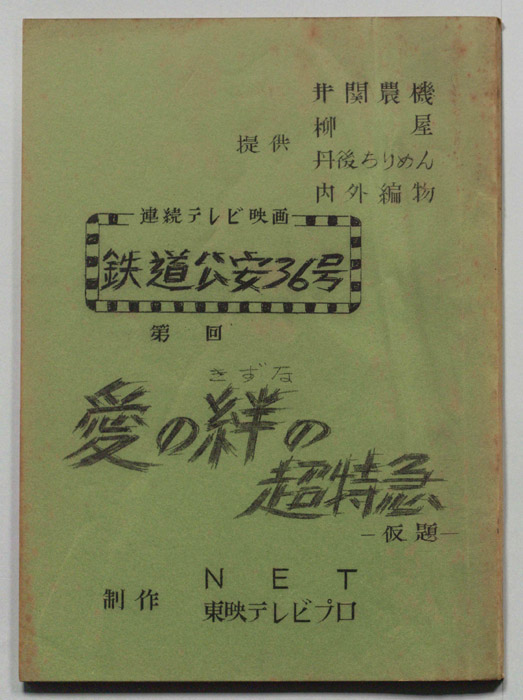 提供
井関農機
柳屋
丹後ちりめん
内外編物
連続テレビ映画
鉄道公安36号
第 回
きずな
愛の絆の
超特急
－仮題－
制作
NET
東映テレビプロ